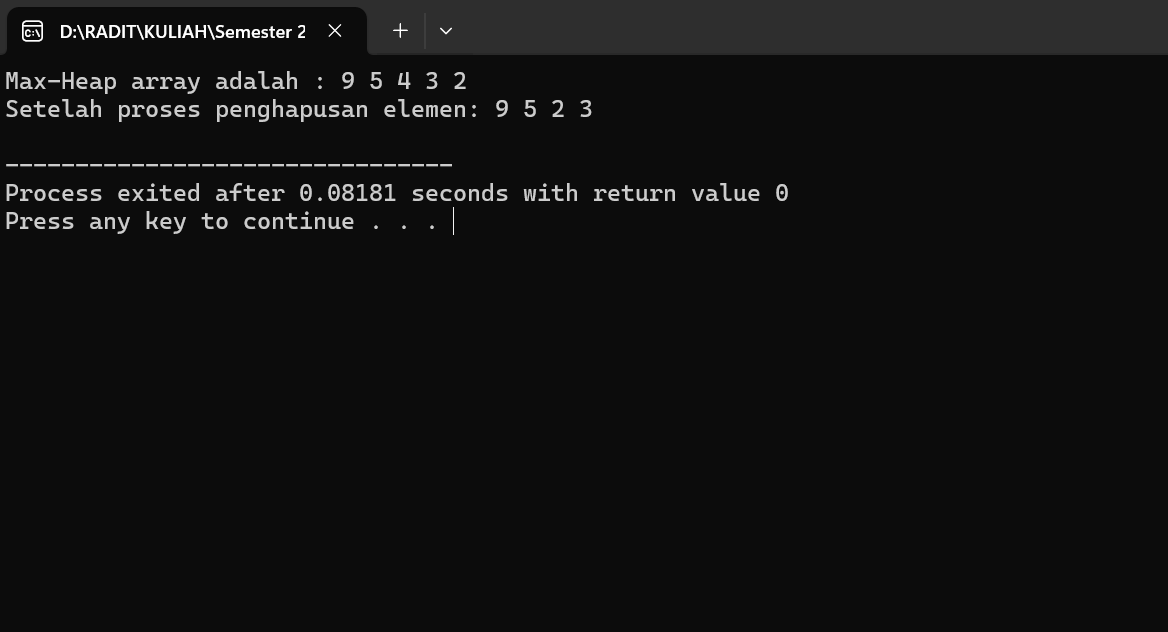 D:\RADIT\KULIAH\Semester 2
Max-Heap array adalah : 9 5 4 3 2
Setelah proses penghapusan elemen: 9 5 2 3
--------------------------------
Process exited after 0.08181 seconds with return value 0
Press any key to continue . . .